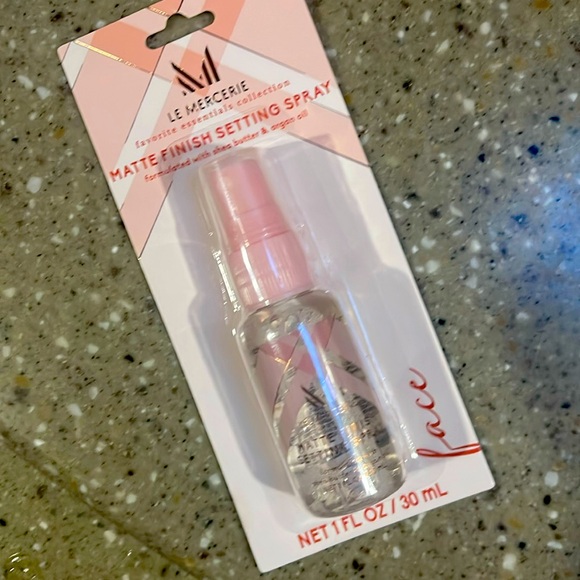 LE MERCERIE
favorite essentials collection
MATTE FINISH SETTING SPRAY
formulated with shea butter & argan oil
face
NET 1 FL OZ / 30 mL